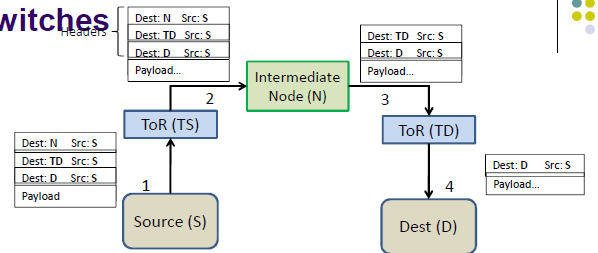 witches
Headers
Dest: N Src: S
Dest: TD Src: S
Dest: D Src: S
Payload...
Dest: TD Src: S
Dest: D Src: S
Payload...
Intermediate
Node (N)
2
3
ToR (TS)
ToR (TD)
Dest: N Src: S
Dest: TD Src: S
Dest: D Src: S
Payload
Dest: D Src: S
Payload...
1
4
Source (S)
Dest (D)